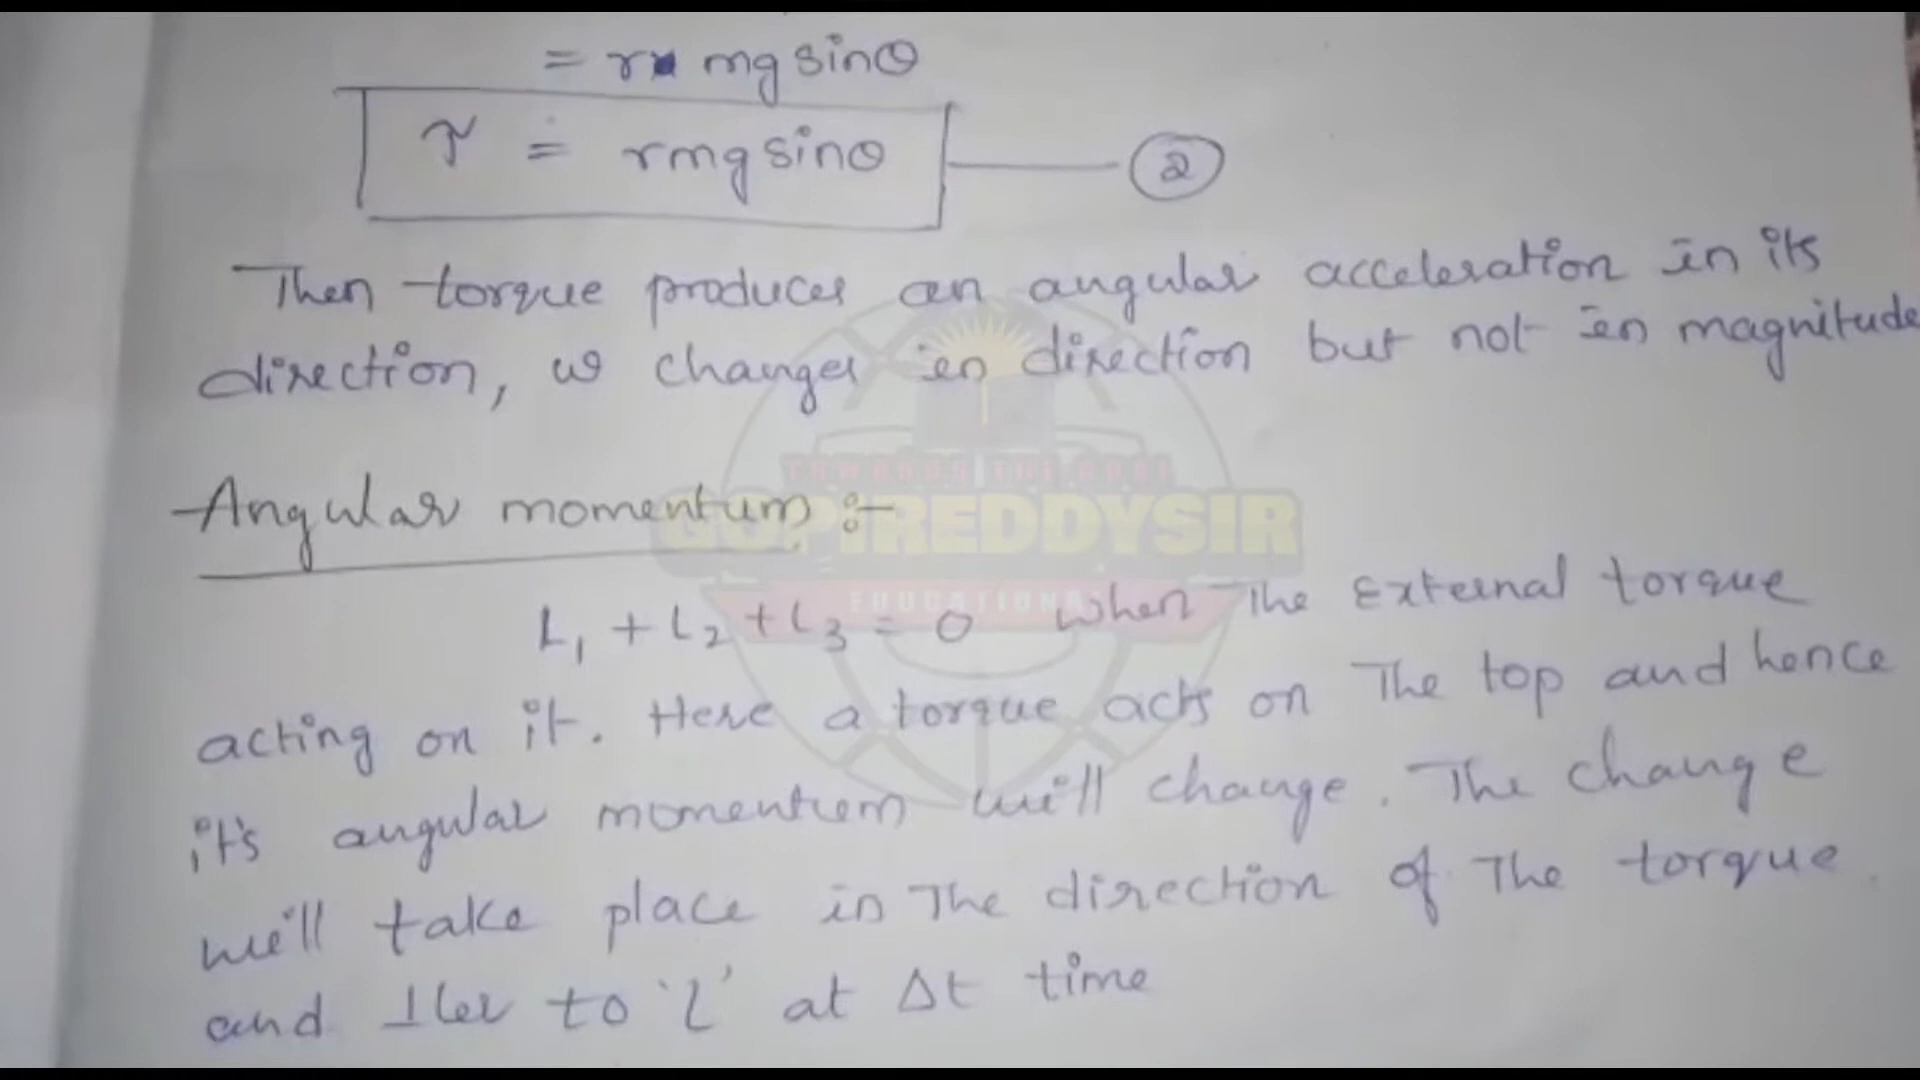 = r× mg sinθ
τ = rmg sinθ —— ②
Then torque produces an angular acceleration in its
direction, ω changes in direction but not in magnitude
Angular momentum :-
L₁ + L₂ + L₃ = 0 when The External torque
acting on it. Here a torque acts on The top and hence
it's angular momentum will change. The change
will take place in The direction of The torque
and ⊥ler to 'L' at Δt time
GOPIREDDYSIR
EDUCATIONA